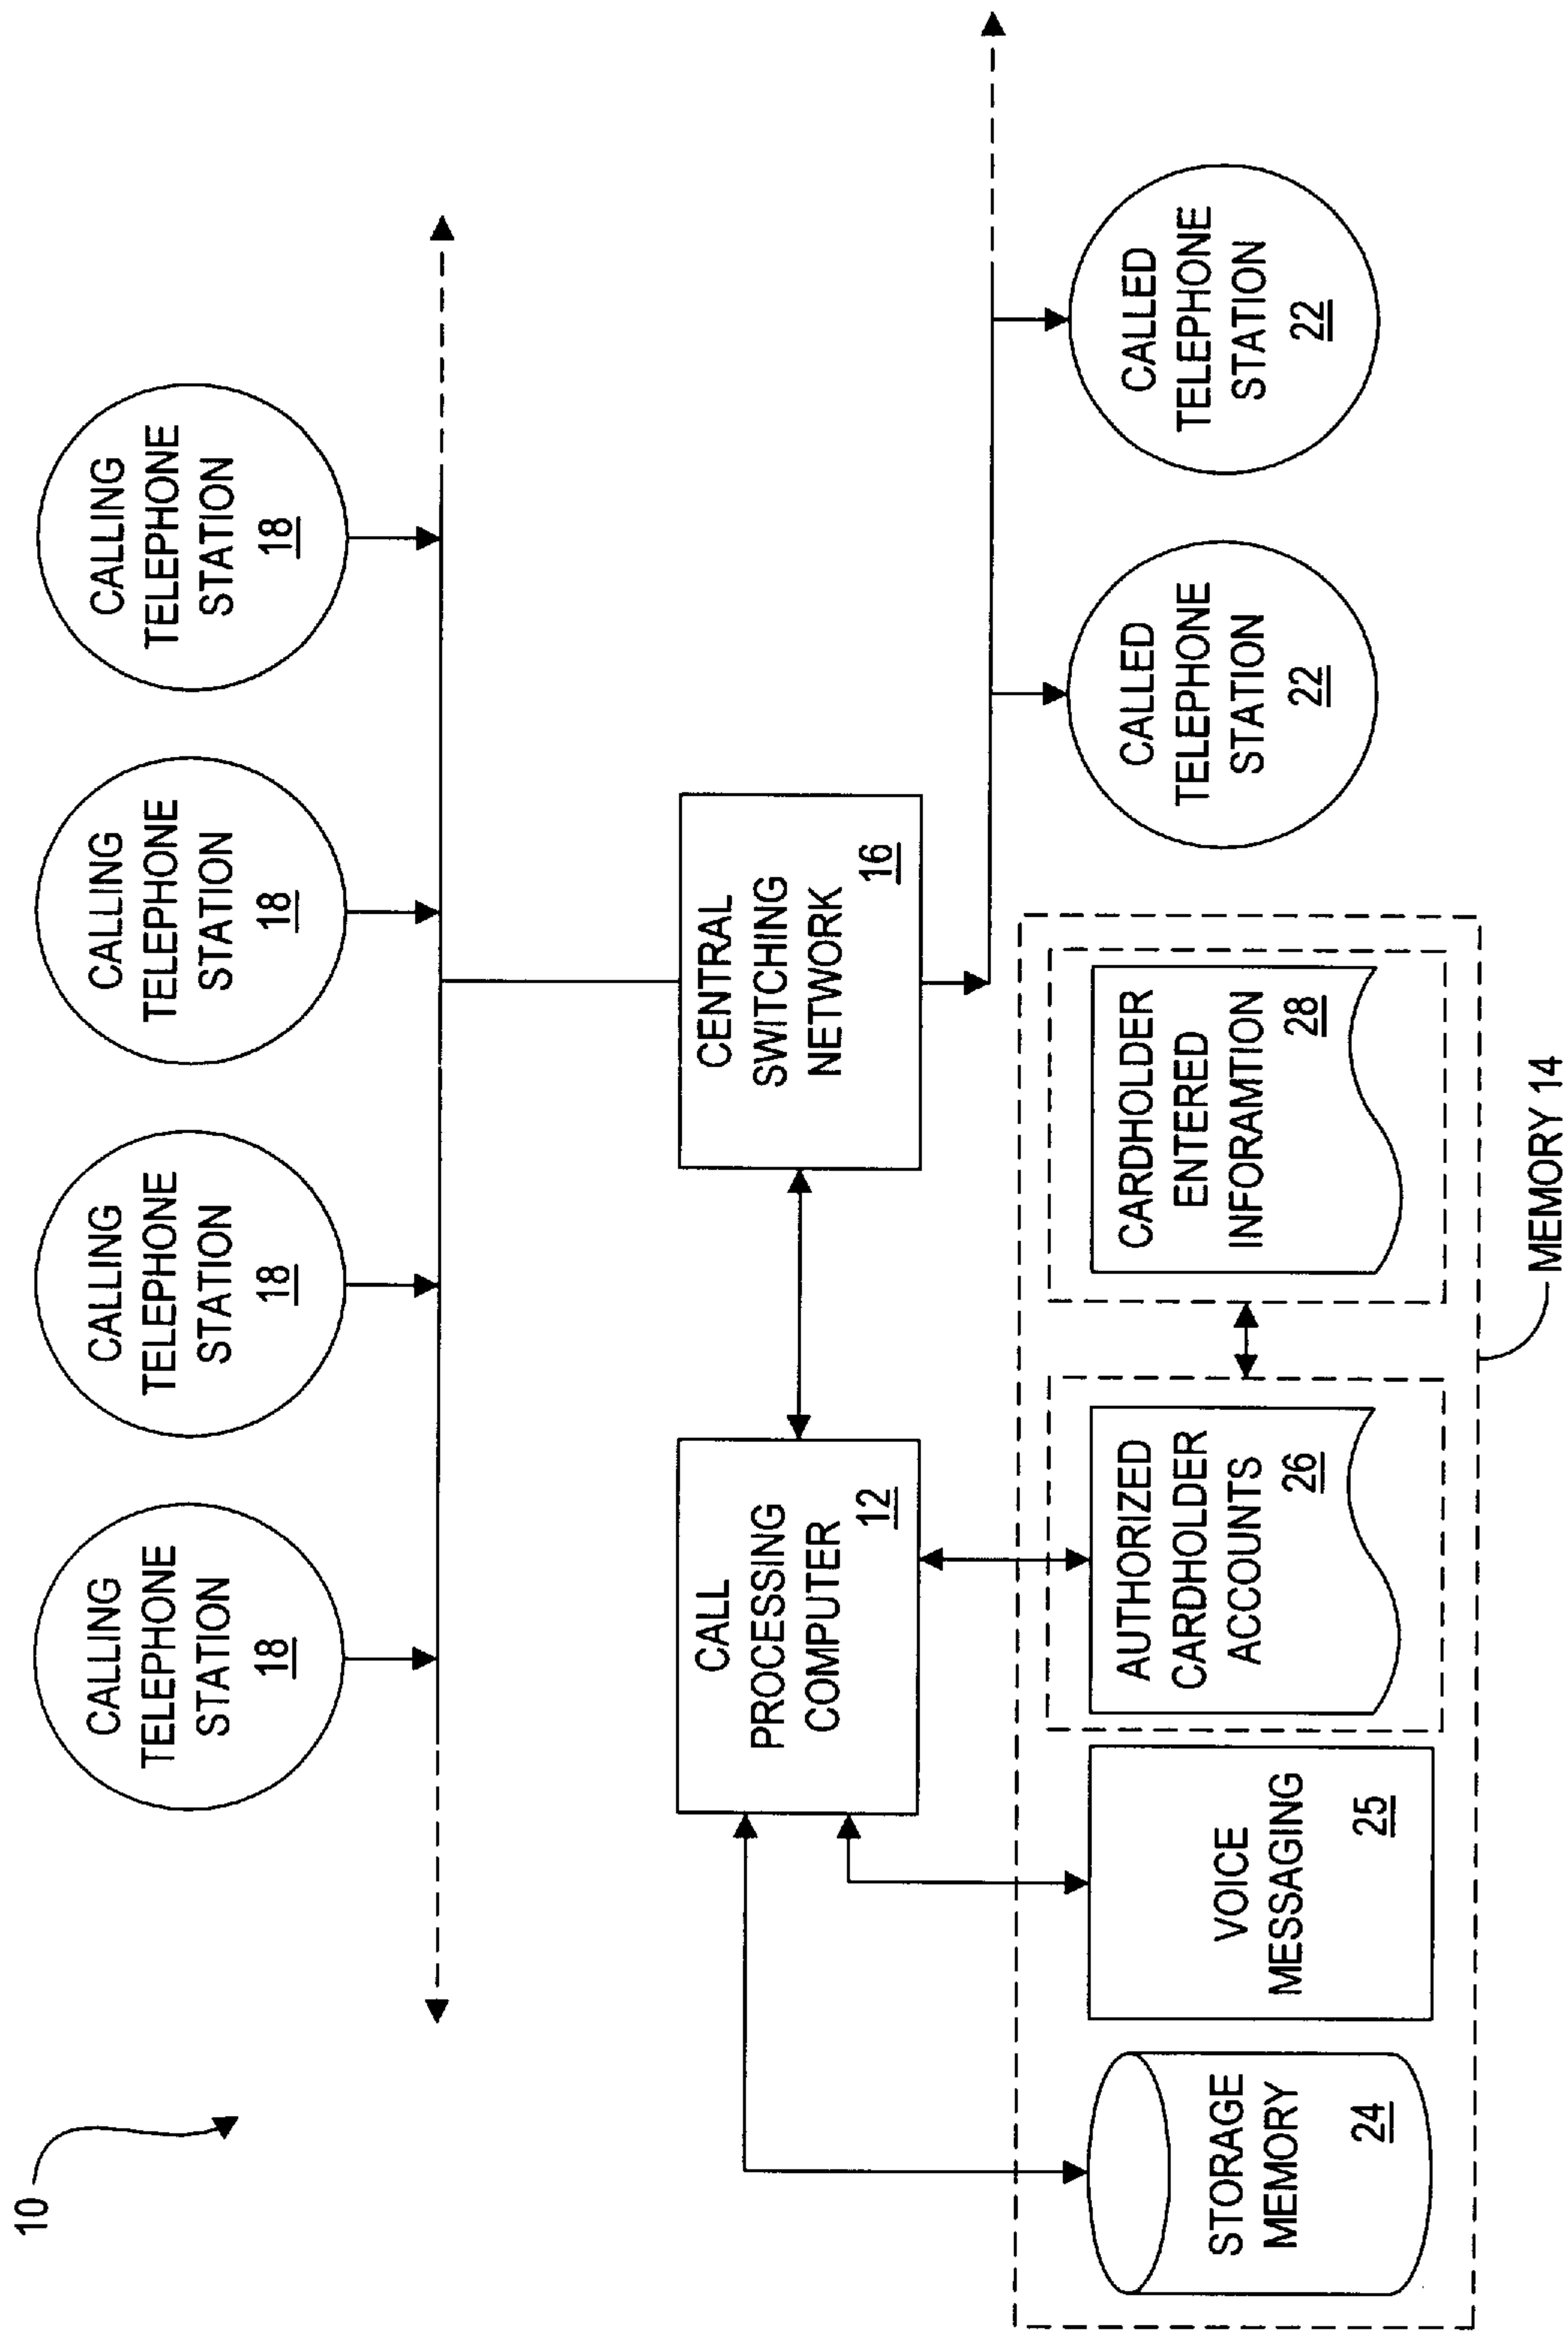 10
CALLING
TELEPHONE
STATION
18
CALLING
TELEPHONE
STATION
18
CALLING
TELEPHONE
STATION
18
CALLING
TELEPHONE
STATION
18
CALL
PROCESSING
COMPUTER
12
CENTRAL
SWITCHING
NETWORK
16
STORAGE
MEMORY
24
VOICE
MESSAGING
25
AUTHORIZED
CARDHOLDER
ACCOUNTS
26
CARDHOLDER
ENTERED
INFORAMTION
28
CALLED
TELEPHONE
STATION
22
CALLED
TELEPHONE
STATION
22
MEMORY 14